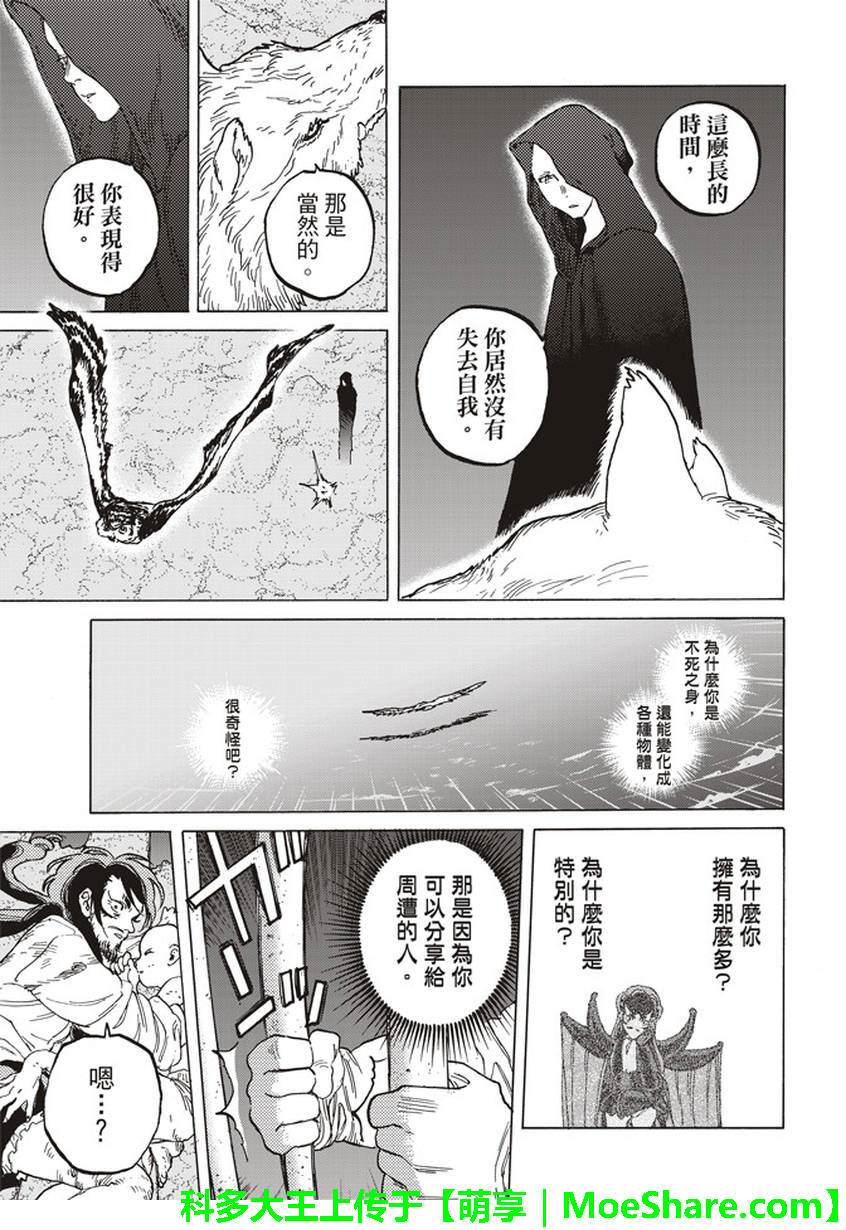 這麼長的
時間，
你居然沒有
失去自我。
那是
當然的。
你表現得
很好。
為什麼你是
不死之身，
還能變化成
各種物體，
很奇怪吧？
為什麼你
擁有那麼多？
為什麼你是
特別的？
那是因為你
可以分享給
周遭的人。
嗯…？
科多大王上传于【萌享｜MoeShare.com】